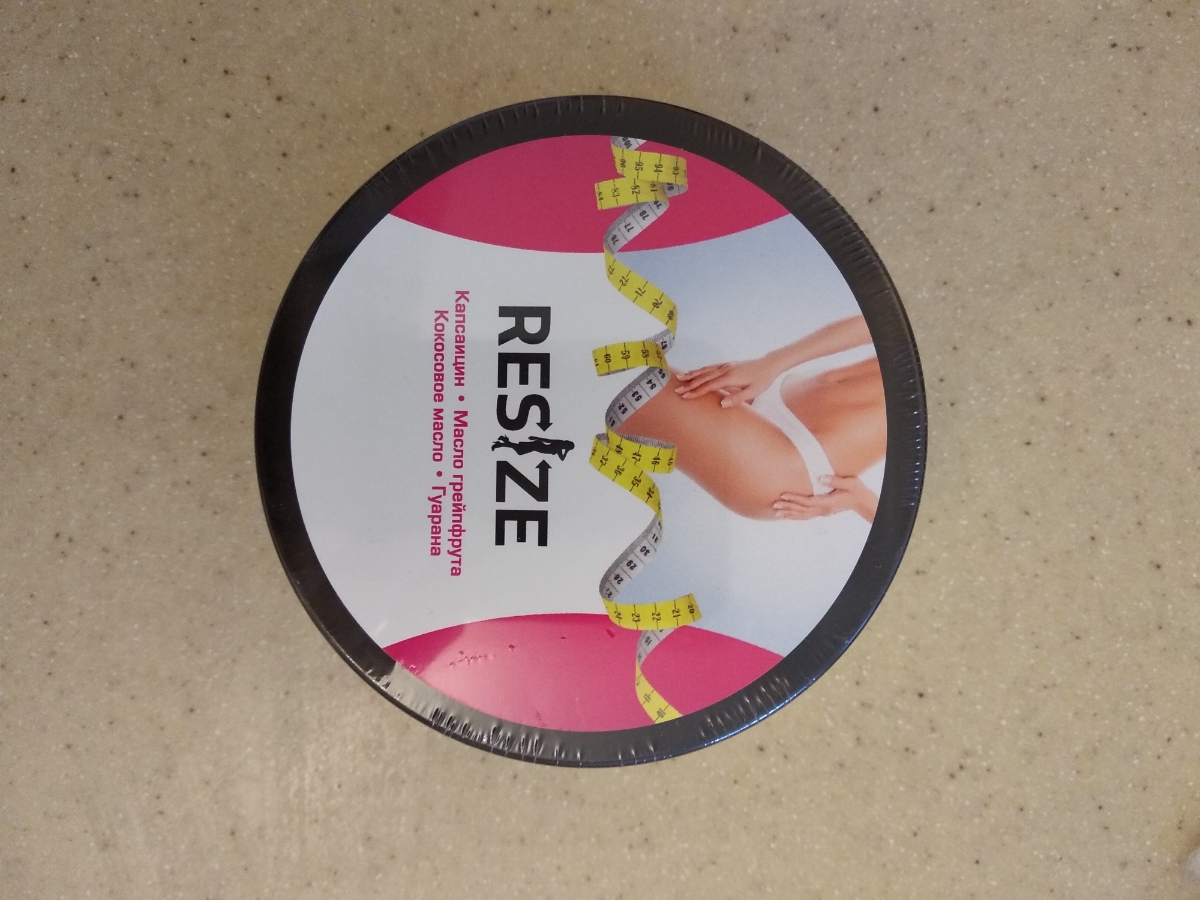 RESIZE
Капсаицин • Масло грейпфрута
Кокосовое масло • Гуарана